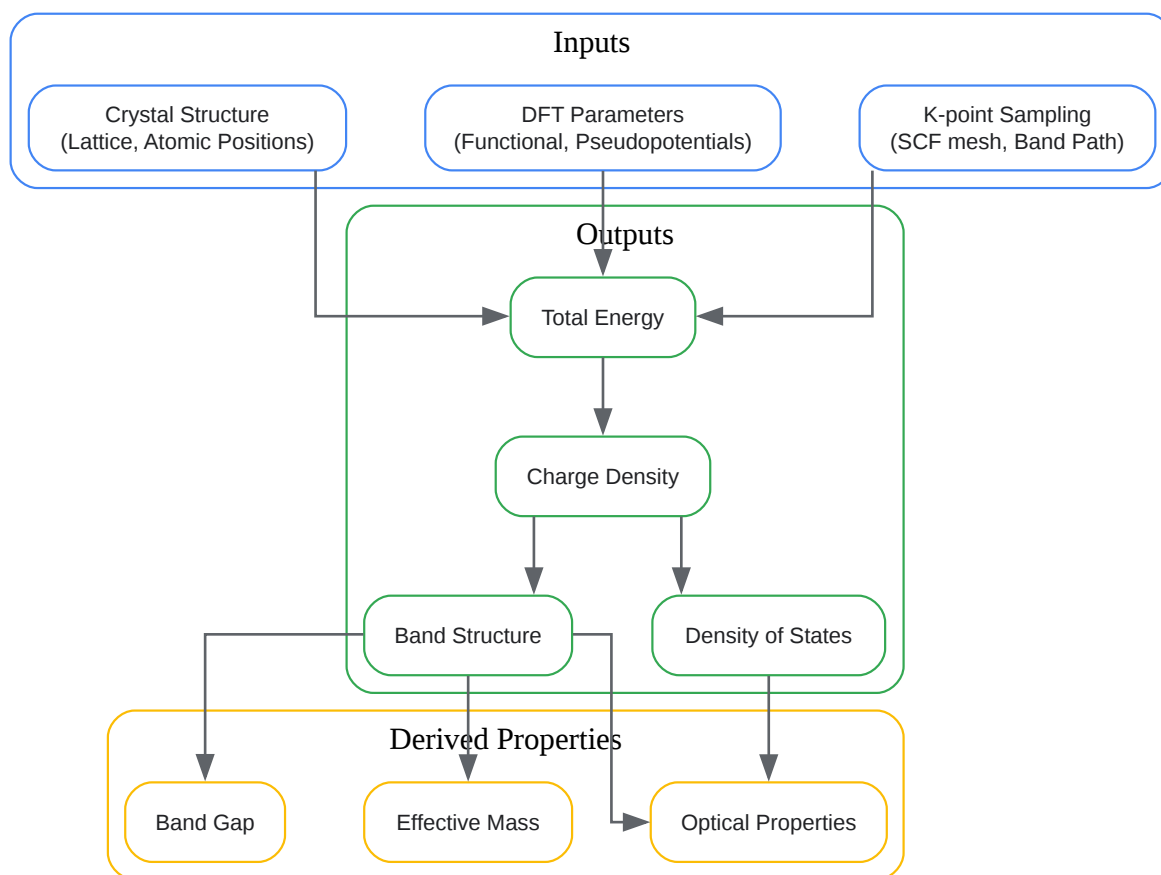 Inputs
Crystal Structure
(Lattice, Atomic Positions)
DFT Parameters
(Functional, Pseudopotentials)
K-point Sampling
(SCF mesh, Band Path)
Outputs
Total Energy
Charge Density
Band Structure
Density of States
Derived Properties
Band Gap
Effective Mass
Optical Properties